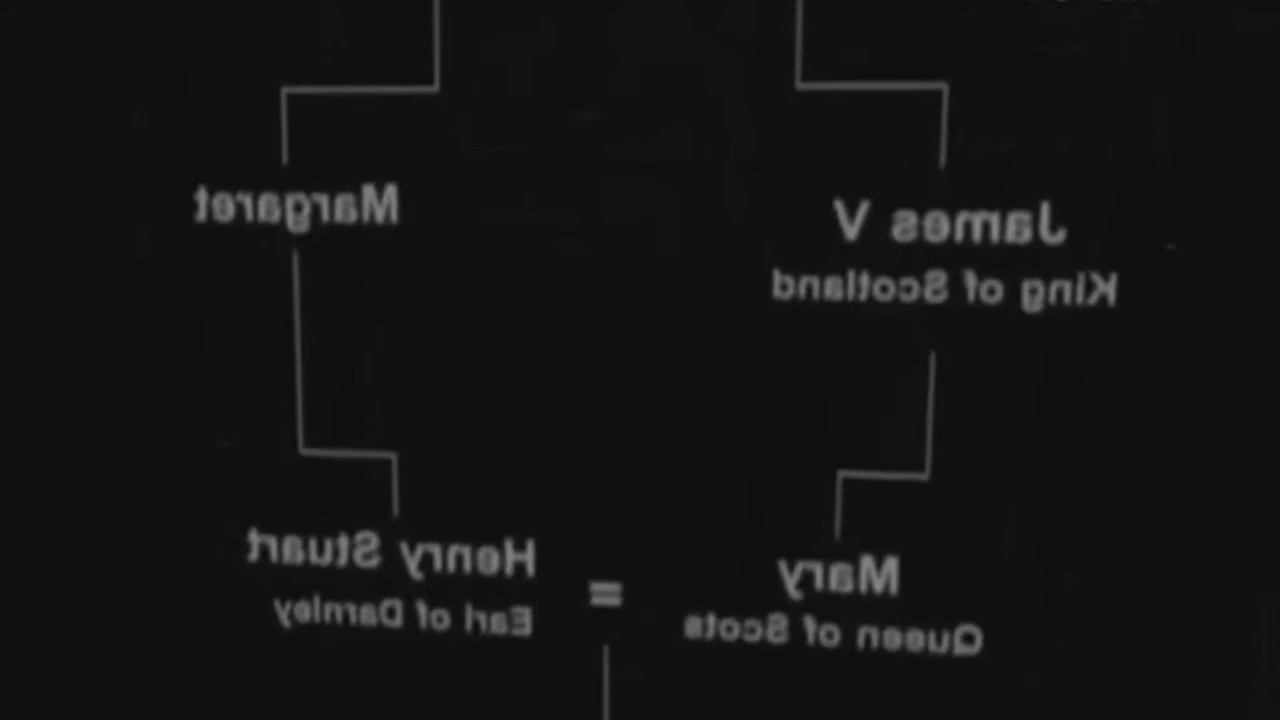 Margaret
James V
King of Scotland
Henry Stuart
Earl of Darnley
=
Mary
Queen of Scots